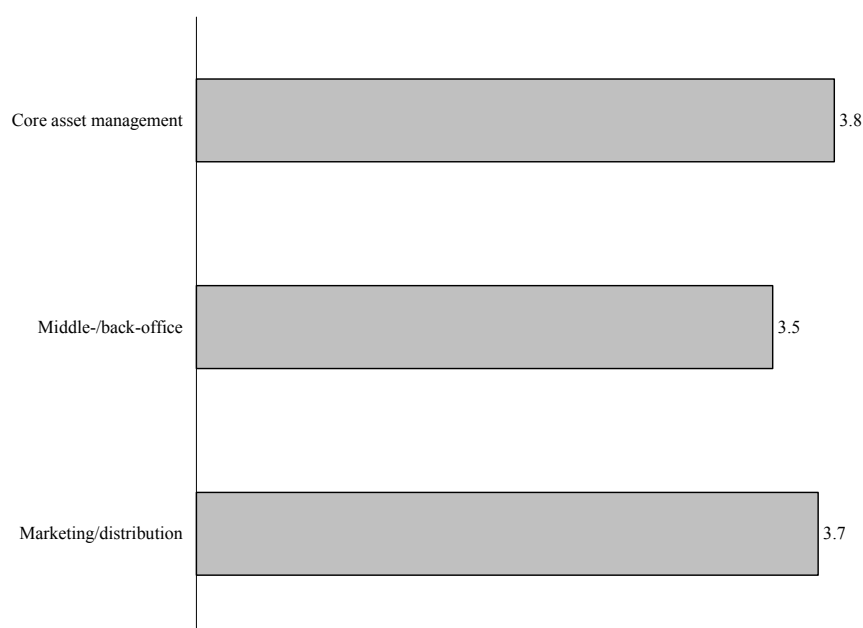 Core asset management 3.8
Middle-/back-office 3.5
Marketing/distribution 3.7